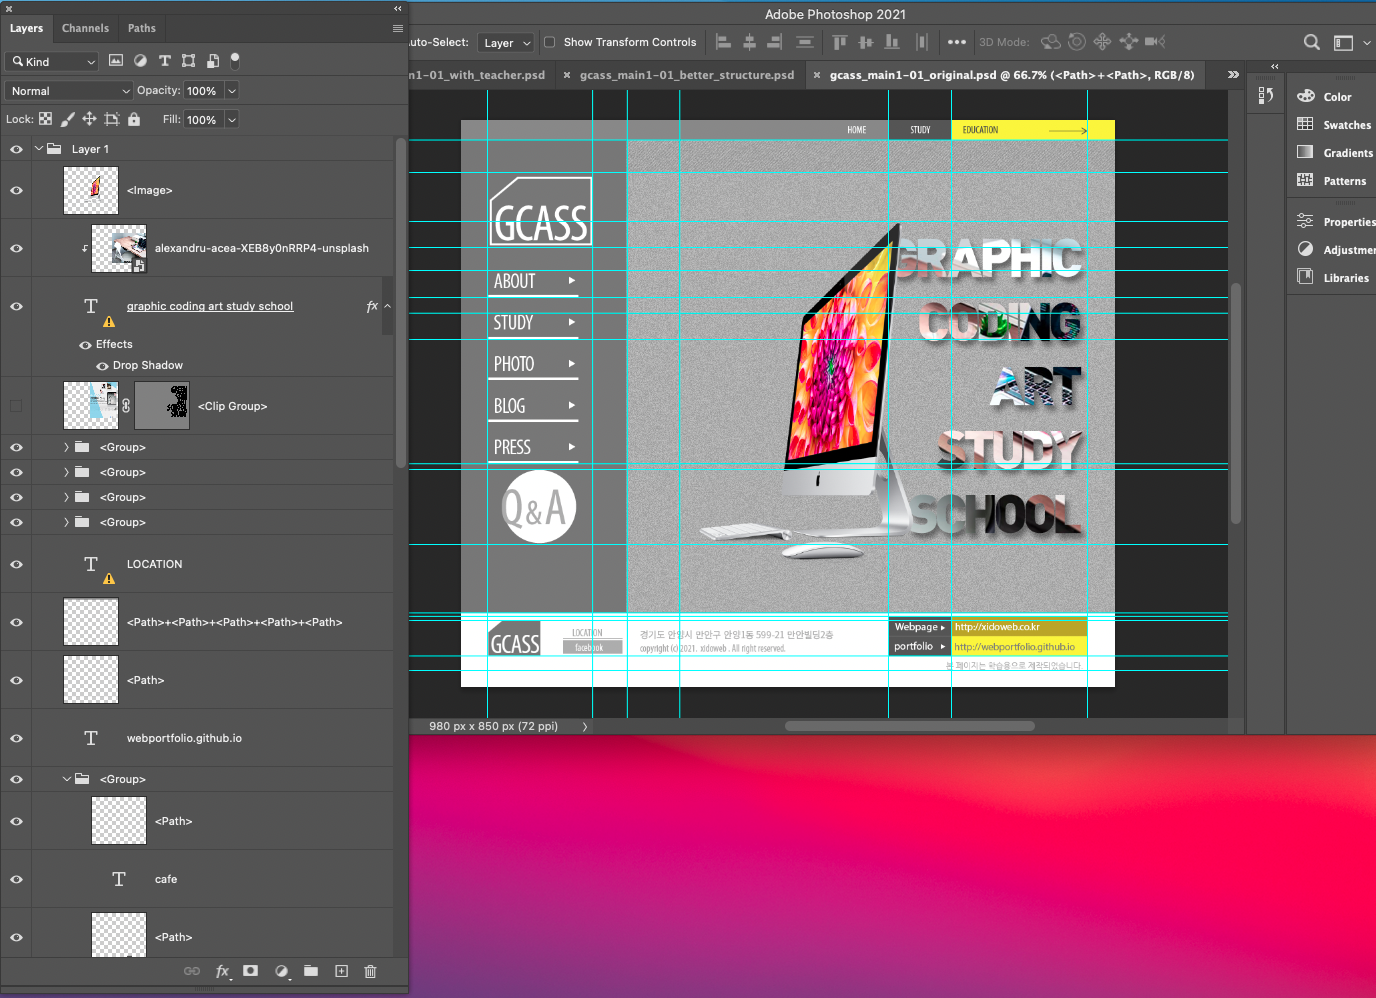 Adobe Photoshop 2021
Layers Channels Paths
Auto-Select: Layer Show Transform Controls 3D Mode:
Kind
n1-01_with_teacher.psd × gcass_main1-01_better_structure.psd × gcass_main1-01_original.psd @ 66.7% (<Path>+<Path>, RGB/8)
Normal Opacity: 100%
Lock: Fill: 100%
Layer 1
<Image>
alexandru-acea-XEB8y0nRRP4-unsplash
graphic coding art study school fx
Effects
Drop Shadow
<Clip Group>
<Group>
<Group>
<Group>
<Group>
LOCATION
<Path>+<Path>+<Path>+<Path>+<Path>
<Path>
webportfolio.github.io
<Group>
<Path>
cafe
<Path>
fx
HOME STUDY EDUCATION
GCASS
ABOUT
STUDY
PHOTO
BLOG
PRESS
Q&A
GRAPHIC
CODING
ART
STUDY
SCHOOL
GCASS
LOCATION
facebook
경기도 안양시 만안구 안양1동 599-21 만안빌딩2층
copyright (c) 2021. xidoweb . All right reserved.
Webpage http://xidoweb.co.kr
portfolio http://webportfolio.github.io
본 페이지는 학습용으로 제작되었습니다.
980 px x 850 px (72 ppi)
Color
Swatches
Gradients
Patterns
Properties
Adjustmen
Libraries